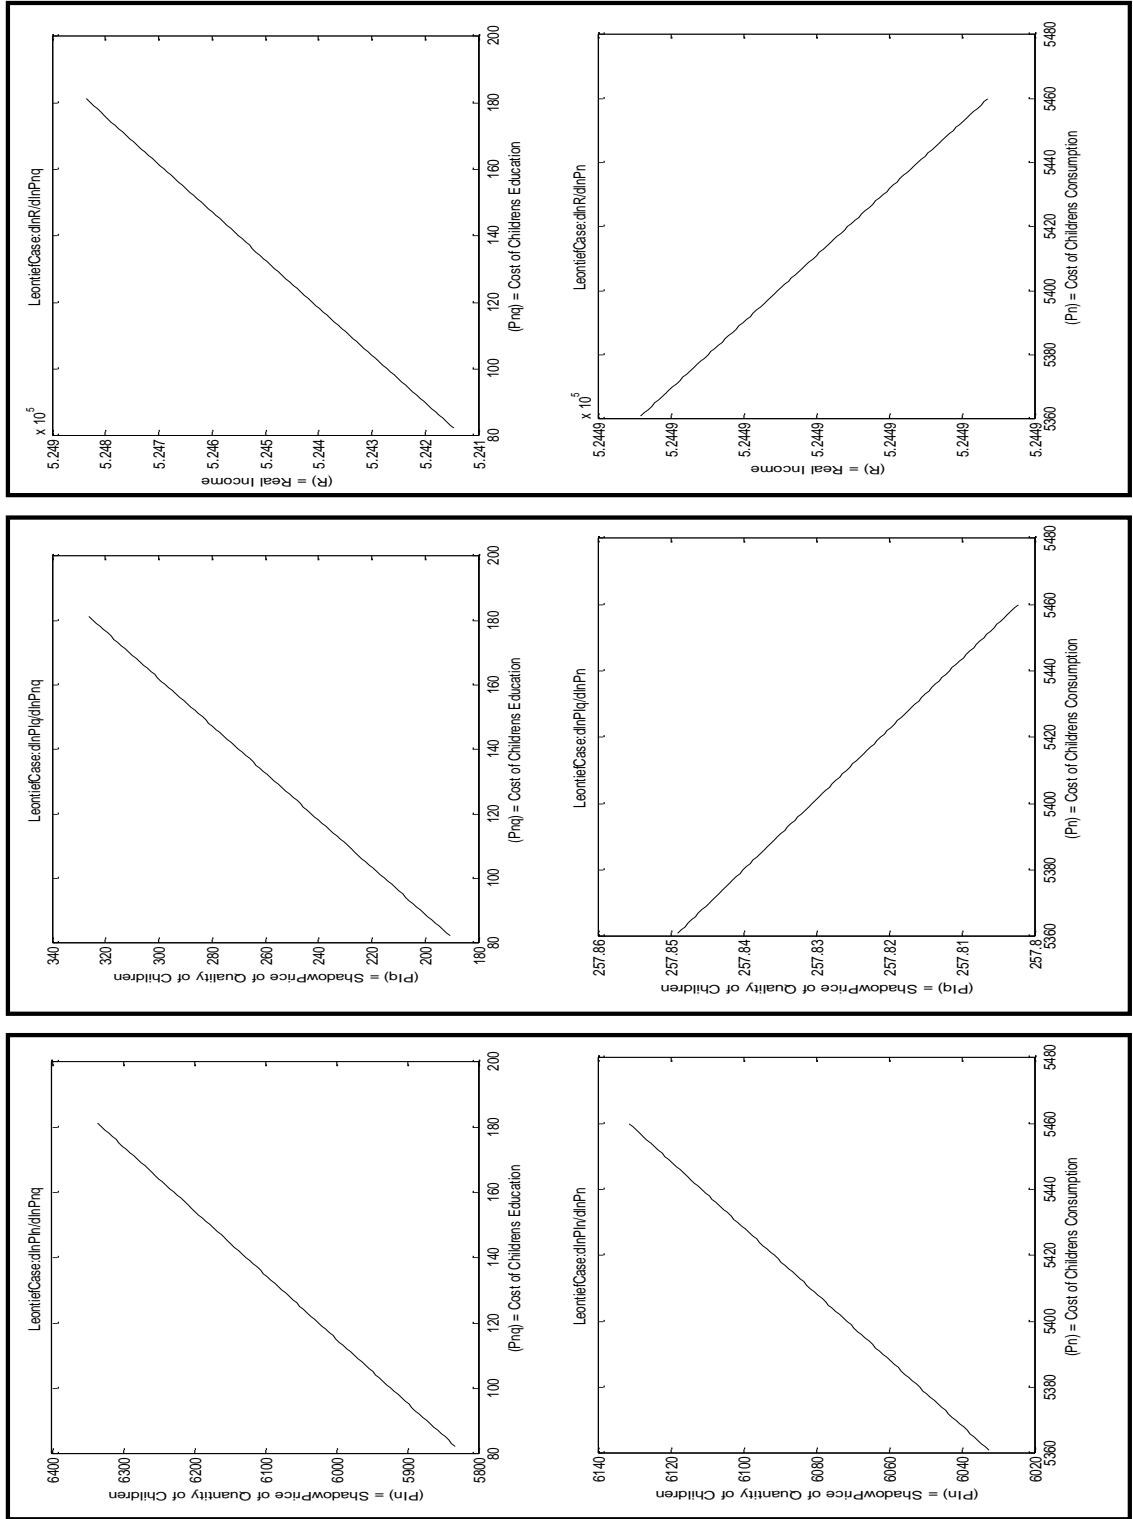 LeontiefCase:dlnPIn/dlnPnq
(PIn) = ShadowPrice of Quantity of Children
6400
6300
6200
6100
6000
5900
5800
80 100 120 140 160 180 200
(Pnq) = Cost of Childrens Education
LeontiefCase:dlnPIn/dlnPn
(PIn) = ShadowPrice of Quantity of Children
6140
6120
6100
6080
6060
6040
6020
5360 5380 5400 5420 5440 5460 5480
(Pn) = Cost of Childrens Consumption
LeontiefCase:dlnPIq/dlnPnq
(PIq) = ShadowPrice of Quality of Children
340
320
300
280
260
240
220
200
180
80 100 120 140 160 180 200
(Pnq) = Cost of Childrens Education
LeontiefCase:dlnPIq/dlnPn
(PIq) = ShadowPrice of Quality of Children
257.86
257.85
257.84
257.83
257.82
257.81
257.8
5360 5380 5400 5420 5440 5460 5480
(Pn) = Cost of Childrens Consumption
LeontiefCase:dlnR/dlnPnq
x 10^5
(R) = Real Income
5.249
5.248
5.247
5.246
5.245
5.244
5.243
5.242
5.241
80 100 120 140 160 180 200
(Pnq) = Cost of Childrens Education
LeontiefCase:dlnR/dlnPn
x 10^5
(R) = Real Income
5.2449
5.2449
5.2449
5.2449
5.2449
5.2449
5.2449
5360 5380 5400 5420 5440 5460 5480
(Pn) = Cost of Childrens Consumption